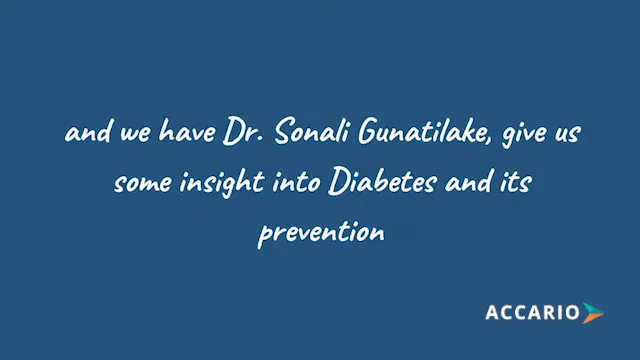 and we have Dr. Sonali Gunatilake, give us
some insight into Diabetes and its
prevention
ACCARIO